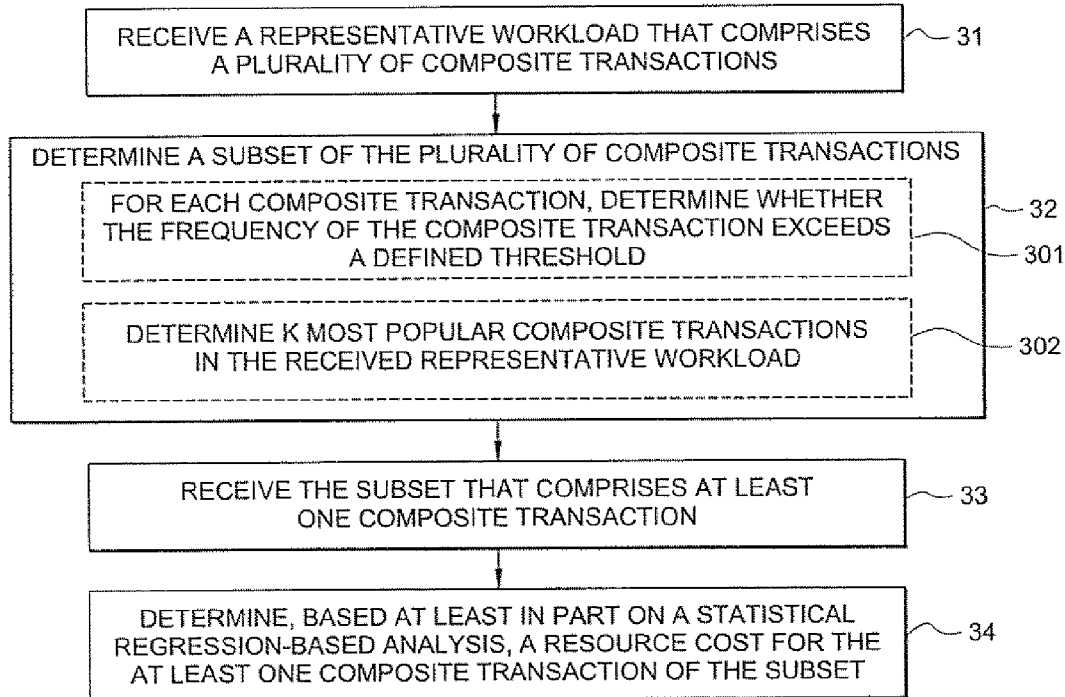 RECEIVE A REPRESENTATIVE WORKLOAD THAT COMPRISES
A PLURALITY OF COMPOSITE TRANSACTIONS
31
DETERMINE A SUBSET OF THE PLURALITY OF COMPOSITE TRANSACTIONS
FOR EACH COMPOSITE TRANSACTION, DETERMINE WHETHER
THE FREQUENCY OF THE COMPOSITE TRANSACTION EXCEEDS
A DEFINED THRESHOLD
32
301
DETERMINE K MOST POPULAR COMPOSITE TRANSACTIONS
IN THE RECEIVED REPRESENTATIVE WORKLOAD
302
RECEIVE THE SUBSET THAT COMPRISES AT LEAST
ONE COMPOSITE TRANSACTION
33
DETERMINE, BASED AT LEAST IN PART ON A STATISTICAL
REGRESSION-BASED ANALYSIS, A RESOURCE COST FOR THE
AT LEAST ONE COMPOSITE TRANSACTION OF THE SUBSET
34